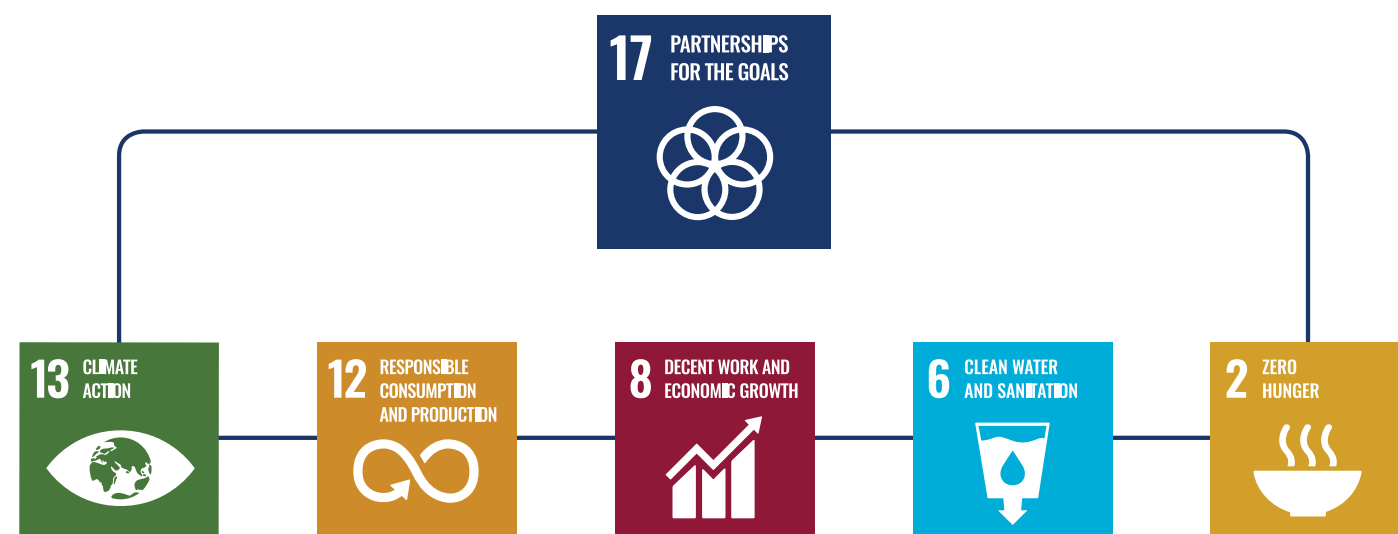 17
PARTNERSHIPS
FOR THE GOALS
13
CLIMATE
ACTION
12
RESPONSIBLE
CONSUMPTION
AND PRODUCTION
8
DECENT WORK AND
ECONOMIC GROWTH
6
CLEAN WATER
AND SANITATION
2
ZERO
HUNGER